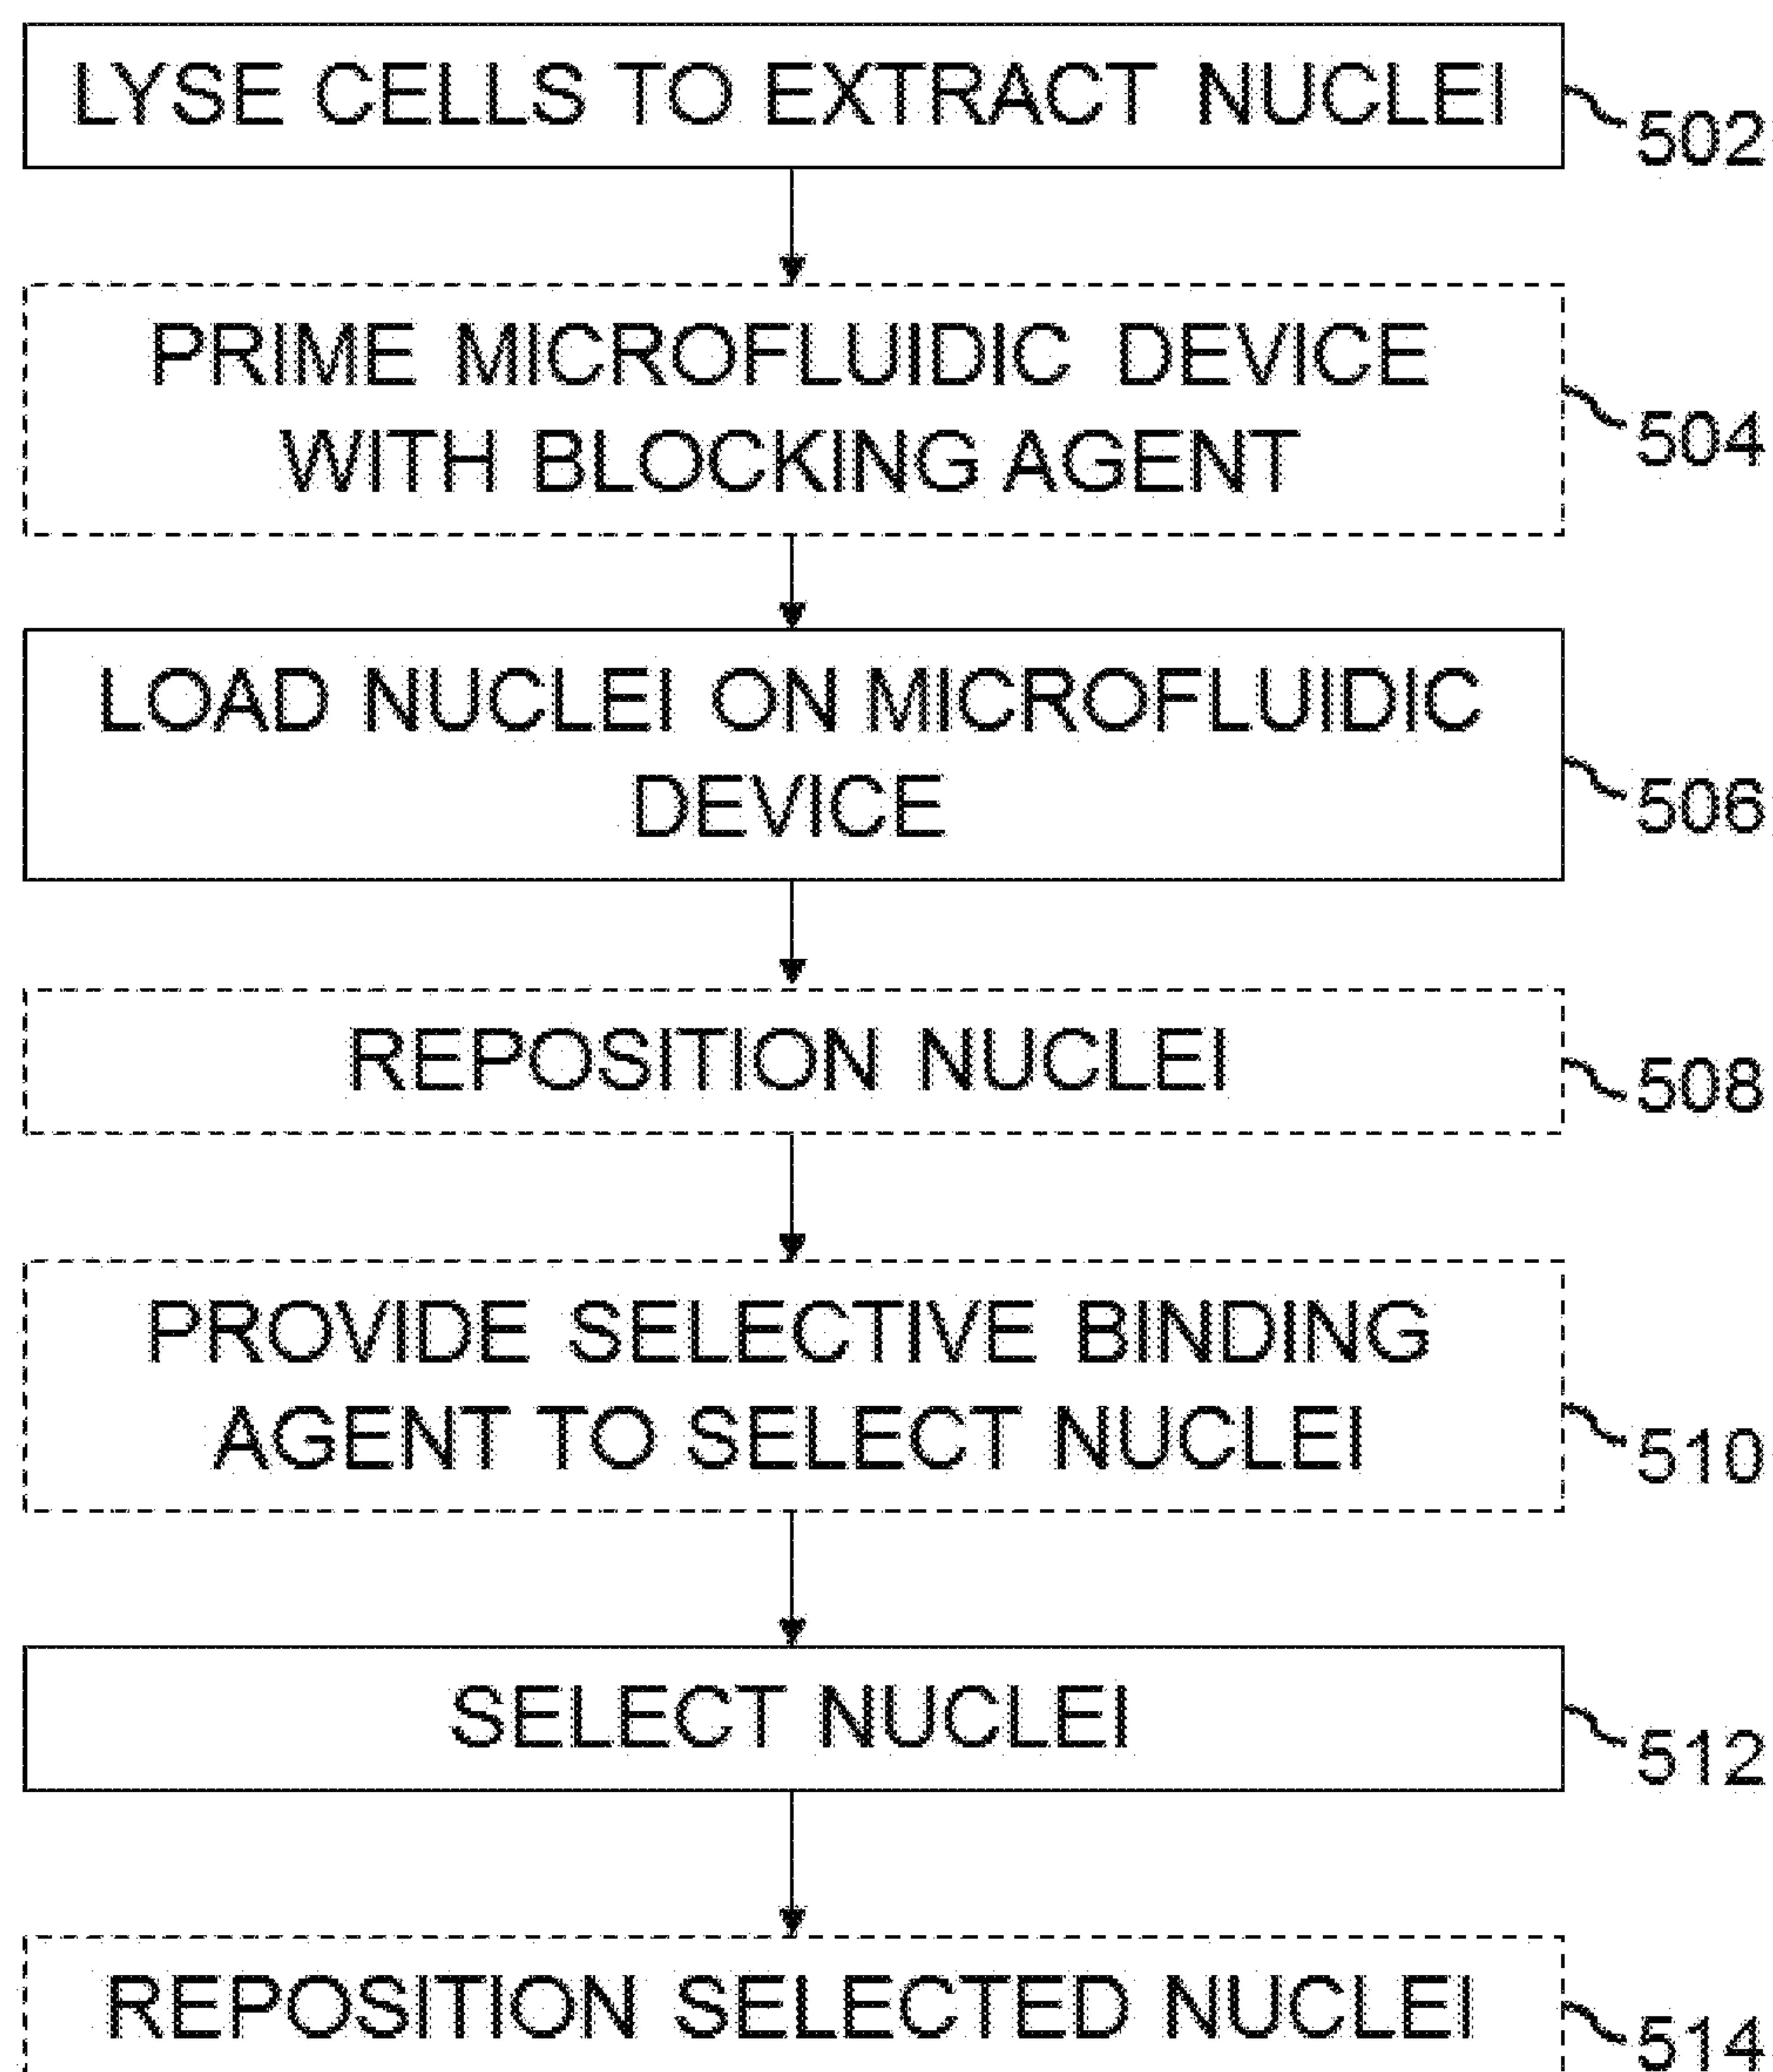 LYSE CELLS TO EXTRACT NUCLEI
502
PRIME MICROFLUIDIC DEVICE
WITH BLOCKING AGENT
504
LOAD NUCLEI ON MICROFLUIDIC
DEVICE
506
REPOSITION NUCLEI
508
PROVIDE SELECTIVE BINDING
AGENT TO SELECT NUCLEI
510
SELECT NUCLEI
512
REPOSITION SELECTED NUCLEI
514